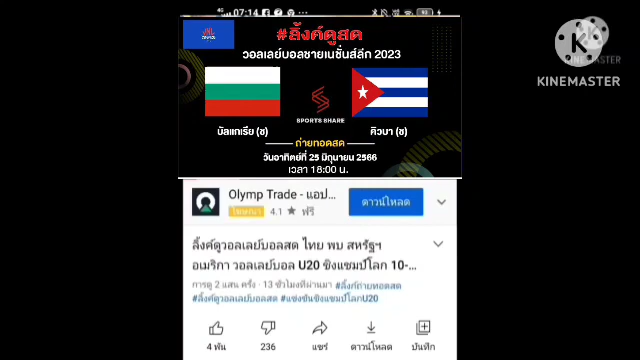 4G 07:14
#ลิ้งค์ดูสด
วอลเลย์บอลชายเนชั่นส์ลีก 2023
SPORTS SHARE
บัลแกเรีย (ช)
คิวบา (ช)
ถ่ายทอดสด
วันอาทิตย์ที่ 25 มิถุนายน 2566
เวลา 18:00 น.
KINEMASTER
KINEMASTER
Olymp Trade - แอป...
โฆษณา 4.1 ★ ฟรี
ดาวน์โหลด
ลิ้งค์ดูวอลเลย์บอลสด ไทย พบ สหรัฐฯ
อเมริกา วอลเลย์บอล U20 ชิงแชมป์โลก 10-...
การดู 2 แสน ครั้ง · 13 ชั่วโมงที่ผ่านมา #ลิ้งก์ถ่ายทอดสด
#ลิ้งค์ดูวอลเลย์บอลสด #แข่งขันชิงแชมป์โลกU20
4 พัน
236
แชร์
ดาวน์โหลด
บันทึก